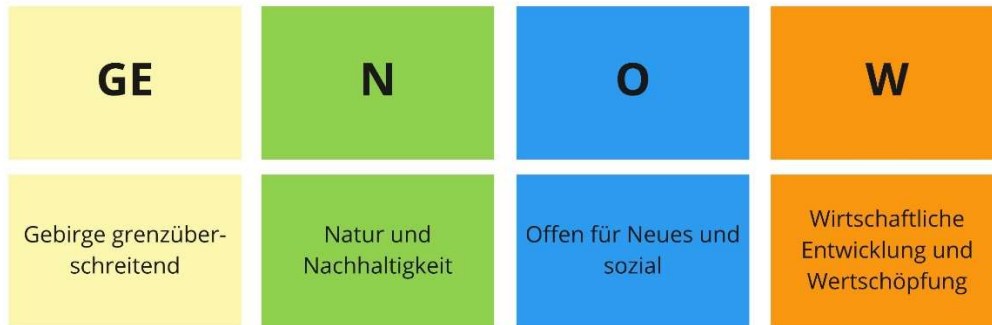 GE
N
O
W
Gebirge grenzüber-
schreitend
Natur und
Nachhaltigkeit
Offen für Neues und
sozial
Wirtschaftliche
Entwicklung und
Wertschöpfung